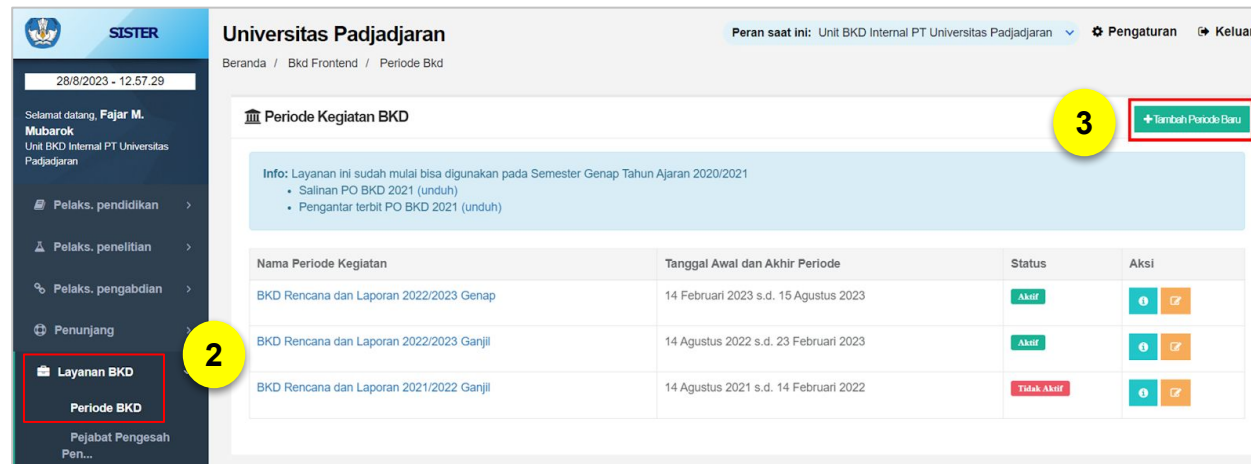 SISTER
28/8/2023 - 12.57.29
Selamat datang, Fajar M.
Mubarok
Unit BKD Internal PT Universitas
Padjadjaran
Pelaks. pendidikan
Pelaks. penelitian
Pelaks. pengabdian
Penunjang
2
Layanan BKD
Periode BKD
Pejabat Pengesah
Pen...
Universitas Padjadjaran
Peran saat ini: Unit BKD Internal PT Universitas Padjadjaran
Pengaturan
Keluar
Beranda / Bkd Frontend / Periode Bkd
Periode Kegiatan BKD
3
+Tambah Periode Baru
Info: Layanan ini sudah mulai bisa digunakan pada Semester Genap Tahun Ajaran 2020/2021
• Salinan PO BKD 2021 (unduh)
• Pengantar terbit PO BKD 2021 (unduh)
Nama Periode Kegiatan Tanggal Awal dan Akhir Periode Status Aksi
BKD Rencana dan Laporan 2022/2023 Genap 14 Februari 2023 s.d. 15 Agustus 2023 Aktif
BKD Rencana dan Laporan 2022/2023 Ganjil 14 Agustus 2022 s.d. 23 Februari 2023 Aktif
BKD Rencana dan Laporan 2021/2022 Ganjil 14 Agustus 2021 s.d. 14 Februari 2022 Tidak Aktif